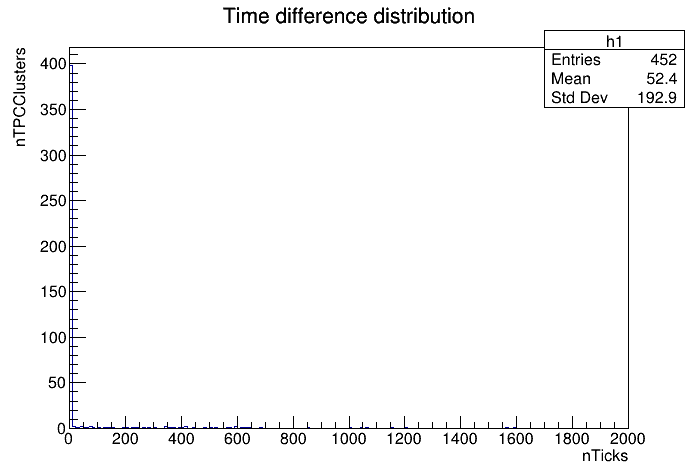 Time difference distribution
h1
Entries 452
Mean 52.4
Std Dev 192.9
nTPCClusters
400
350
300
250
200
150
100
50
0
0 200 400 600 800 1000 1200 1400 1600 1800 2000
nTicks